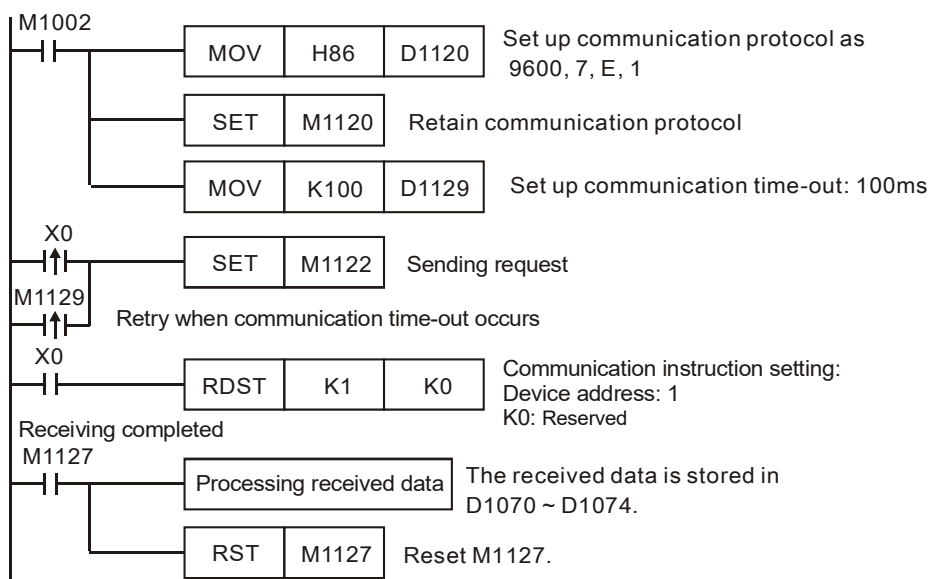 M1002
MOV H86 D1120 Set up communication protocol as
9600, 7, E, 1
SET M1120 Retain communication protocol
MOV K100 D1129 Set up communication time-out: 100ms
X0
SET M1122 Sending request
M1129
Retry when communication time-out occurs
X0
RDST K1 K0 Communication instruction setting:
Device address: 1
K0: Reserved
Receiving completed
M1127
Processing received data The received data is stored in
D1070 ~ D1074.
RST M1127 Reset M1127.